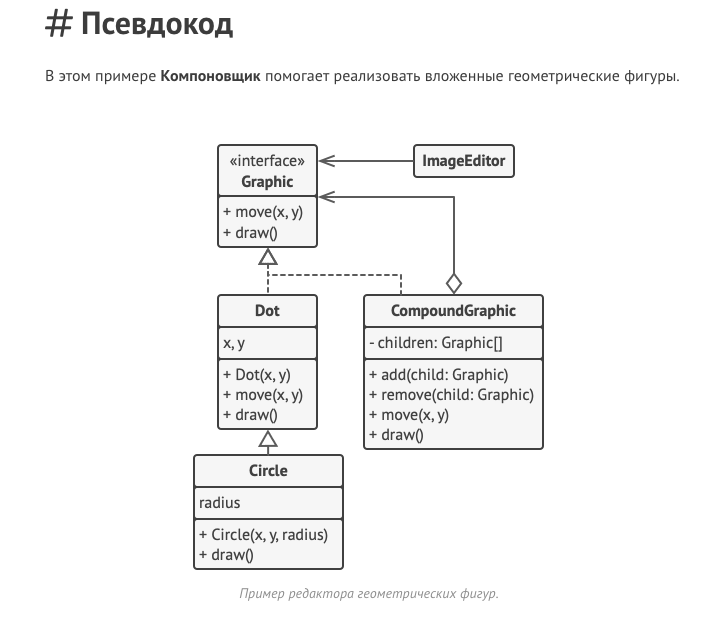 # Псевдокод
В этом примере Компоновщик помогает реализовать вложенные геометрические фигуры.
«interface»
Graphic
+ move(x, y)
+ draw()
ImageEditor
Dot
x, y
+ Dot(x, y)
+ move(x, y)
+ draw()
CompoundGraphic
- children: Graphic[]
+ add(child: Graphic)
+ remove(child: Graphic)
+ move(x, y)
+ draw()
Circle
radius
+ Circle(x, y, radius)
+ draw()
Пример редактора геометрических фигур.